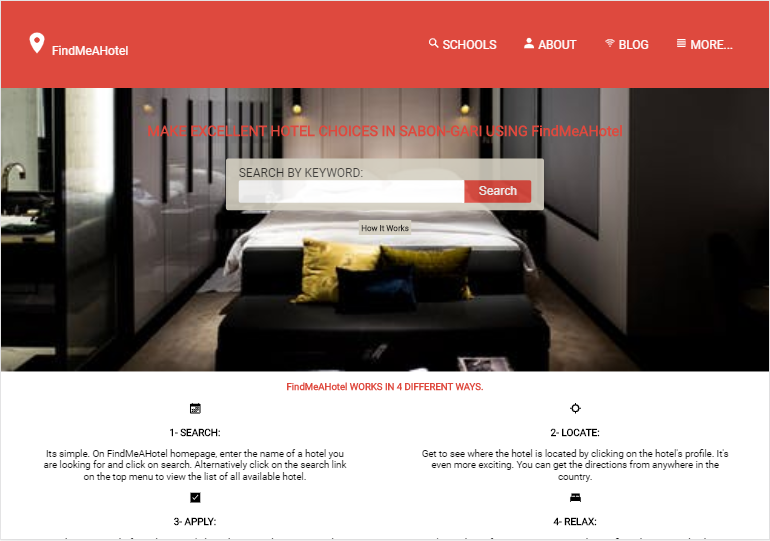 FindMeAHotel
SCHOOLS ABOUT BLOG MORE...
MAKE EXCELLENT HOTEL CHOICES IN SABON-GARI USING FindMeAHotel
SEARCH BY KEYWORD:
Search
How It Works
FindMeAHotel WORKS IN 4 DIFFERENT WAYS.
1- SEARCH:
Its simple. On FindMeAHotel homepage, enter the name of a hotel you
are looking for and click on search. Alternatively click on the search link
on the top menu to view the list of all available hotel.
2- LOCATE:
Get to see where the hotel is located by clicking on the hotel's profile. It's
even more exciting. You can get the directions from anywhere in the
country.
3- APPLY:
4- RELAX: